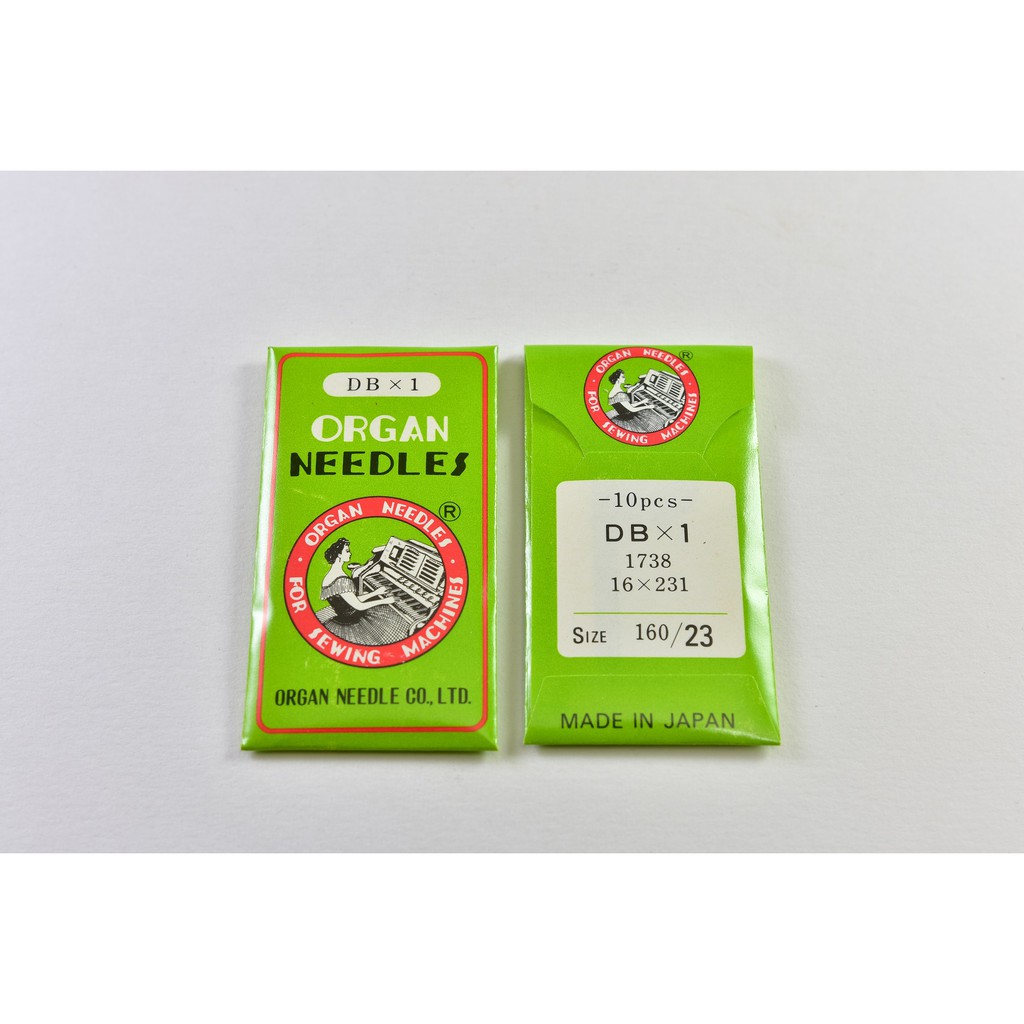 DB×1
ORGAN
NEEDLES
ORGAN NEEDLES ®
FOR SEWING MACHINES
ORGAN NEEDLE CO., LTD.
ORGAN NEEDLES ®
FOR SEWING MACHINES
-10pcs-
DB×1
1738
16×231
SIZE 160/23
MADE IN JAPAN